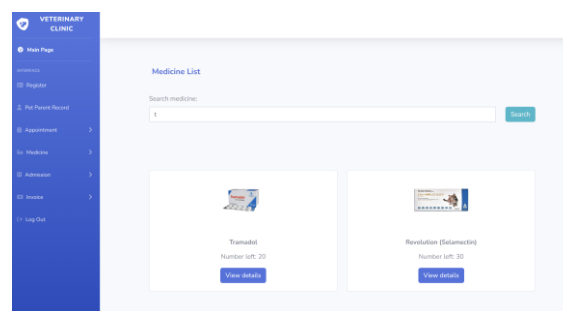 VETERINARY
CLINIC
Main Page
Register
Pet Parent Record
Appointment
Medicine
Admission
Invoice
Log Out
Medicine List
Search medicine:
t
Search
Tramadol
Number left: 20
View details
Revolution (Selamectin)
Number left: 30
View details